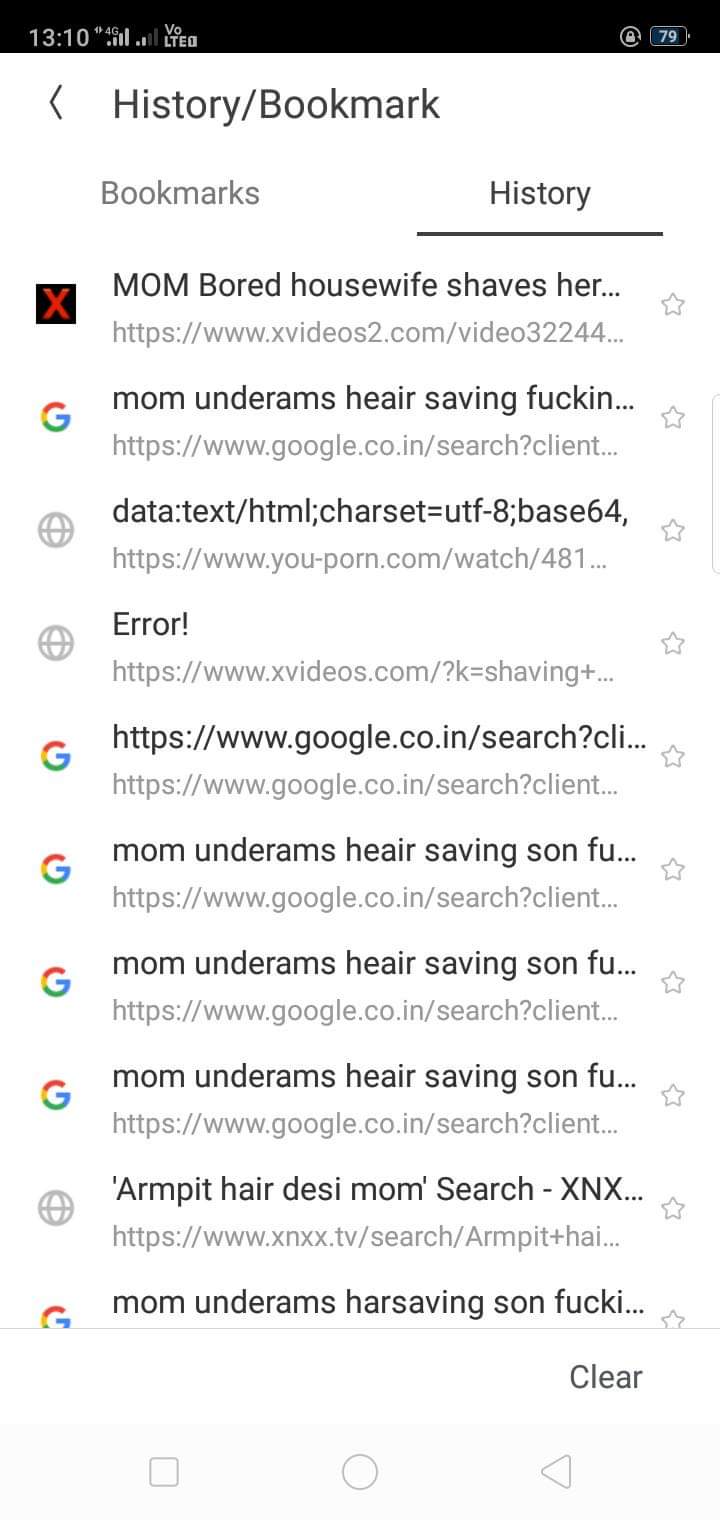 13:10 4G Vo LTE 79
History/Bookmark
Bookmarks History
MOM Bored housewife shaves her...
https://www.xvideos2.com/video32244...
mom underams heair saving fuckin...
https://www.google.co.in/search?client...
data:text/html;charset=utf-8;base64,
https://www.you-porn.com/watch/481...
Error!
https://www.xvideos.com/?k=shaving+...
https://www.google.co.in/search?cli...
https://www.google.co.in/search?client...
mom underams heair saving son fu...
https://www.google.co.in/search?client...
mom underams heair saving son fu...
https://www.google.co.in/search?client...
mom underams heair saving son fu...
https://www.google.co.in/search?client...
'Armpit hair desi mom' Search - XNX...
https://www.xnxx.tv/search/Armpit+hai...
mom underams harsaving son fucki...
Clear